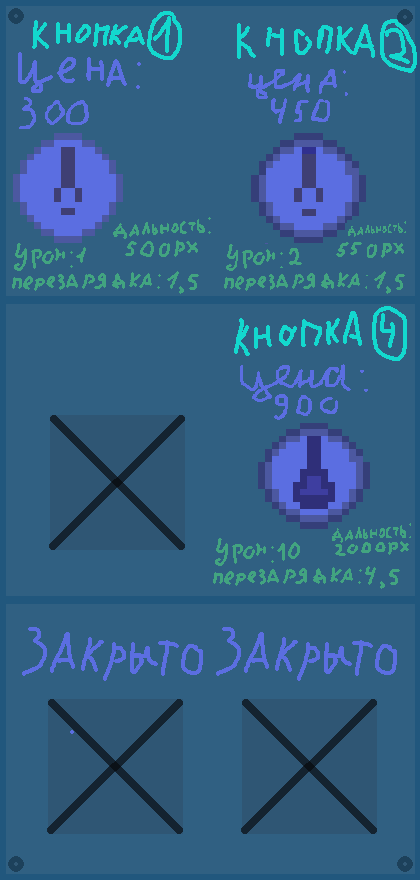 кнопка 1
Цена:
300
Дальность:
500px
Урон:1
перезарядка:1,5
кнопка 2
цена:
450
Дальность:
550px
Урон:2
перезарядка:1,5
кнопка 4
Цена:
900
Дальность:
2000px
Урон:10
перезарядка:4,5
Закрыто
Закрыто